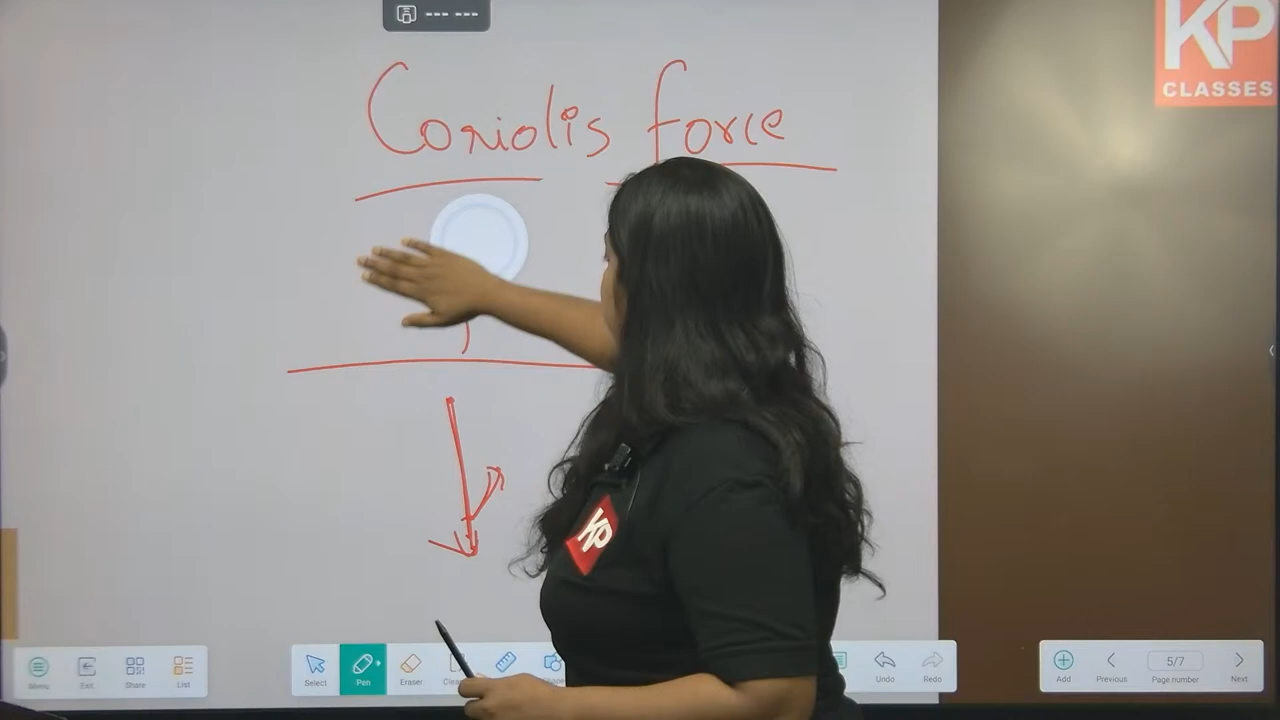 KP
CLASSES
Coriolis force
KP
Menu
Exit
Share
List
Select
Pen
Eraser
Undo
Redo
Add
Previous
5/7
Page number
Next